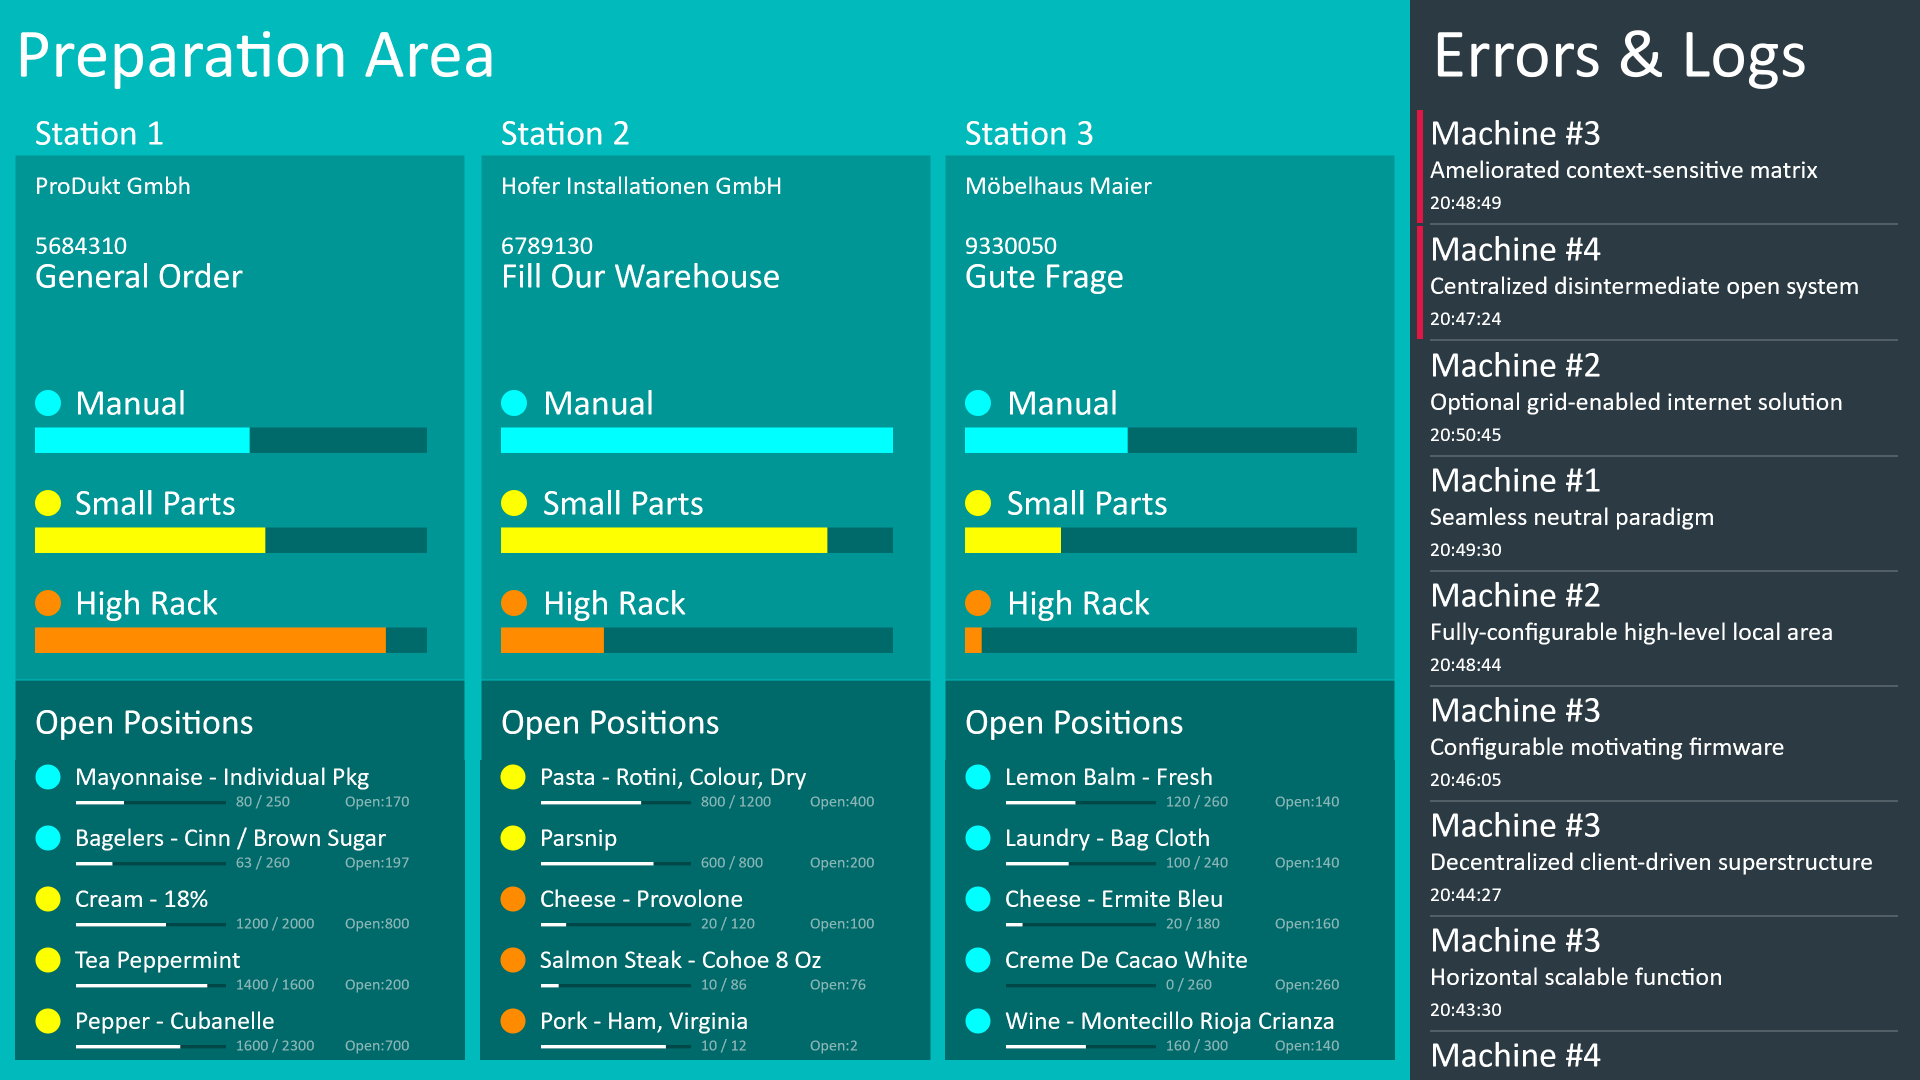 Preparation Area
Station 1
ProDukt Gmbh
5684310
General Order
Manual
Small Parts
High Rack
Open Positions
Mayonnaise - Individual Pkg
80 / 250 Open:170
Bagelers - Cinn / Brown Sugar
63 / 260 Open:197
Cream - 18%
1200 / 2000 Open:800
Tea Peppermint
1400 / 1600 Open:200
Pepper - Cubanelle
1600 / 2300 Open:700
Station 2
Hofer Installationen GmbH
6789130
Fill Our Warehouse
Manual
Small Parts
High Rack
Open Positions
Pasta - Rotini, Colour, Dry
800 / 1200 Open:400
Parsnip
600 / 800 Open:200
Cheese - Provolone
20 / 120 Open:100
Salmon Steak - Cohoe 8 Oz
10 / 86 Open:76
Pork - Ham, Virginia
10 / 12 Open:2
Station 3
Möbelhaus Maier
9330050
Gute Frage
Manual
Small Parts
High Rack
Open Positions
Lemon Balm - Fresh
120 / 260 Open:140
Laundry - Bag Cloth
100 / 240 Open:140
Cheese - Ermite Bleu
20 / 180 Open:160
Creme De Cacao White
0 / 260 Open:260
Wine - Montecillo Rioja Crianza
160 / 300 Open:140
Errors & Logs
Machine #3
Ameliorated context-sensitive matrix
20:48:49
Machine #4
Centralized disintermediate open system
20:47:24
Machine #2
Optional grid-enabled internet solution
20:50:45
Machine #1
Seamless neutral paradigm
20:49:30
Machine #2
Fully-configurable high-level local area
20:48:44
Machine #3
Configurable motivating firmware
20:46:05
Machine #3
Decentralized client-driven superstructure
20:44:27
Machine #3
Horizontal scalable function
20:43:30
Machine #4